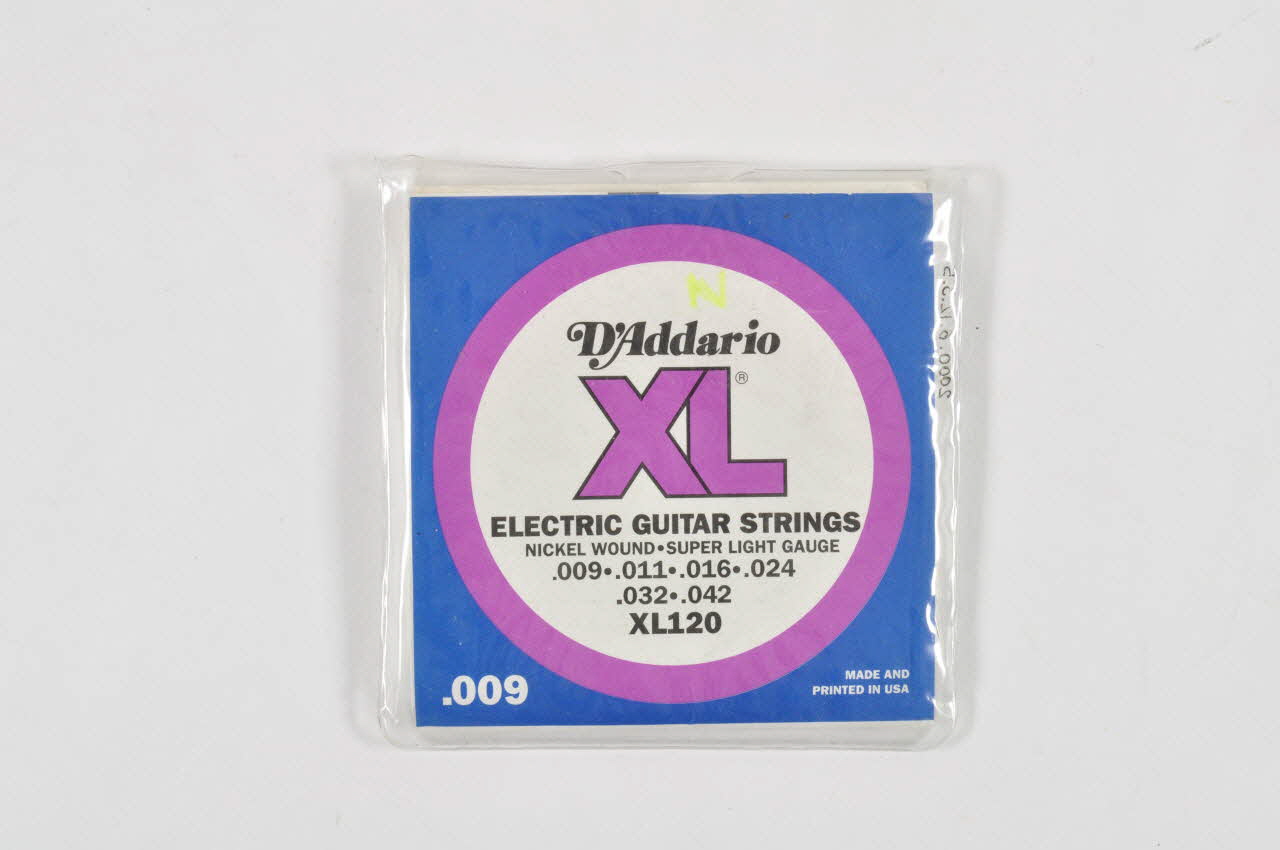 N
D'Addario
XL®
ELECTRIC GUITAR STRINGS
NICKEL WOUND•SUPER LIGHT GAUGE
.009•.011•.016•.024
.032•.042
XL120
.009
MADE AND
PRINTED IN USA